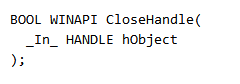 BOOL WINAPI CloseHandle(
  _In_ HANDLE hObject
);